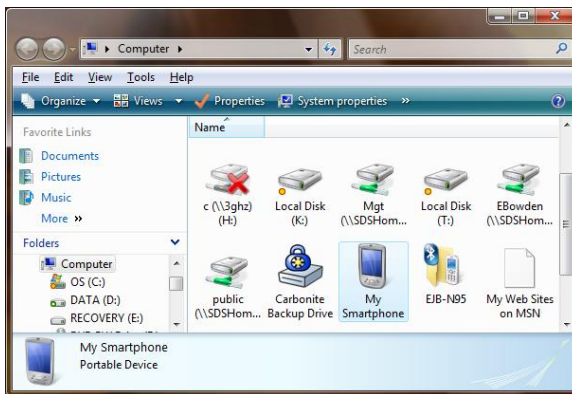 Computer
Search
File Edit View Tools Help
Organize Views Properties System properties »
Favorite Links
Documents
Pictures
Music
More »
Folders
Computer
OS (C:)
DATA (D:)
RECOVERY (E:)
Name
c (\\3ghz) (H:)
Local Disk (K:)
Mgt (\\SDSHom...
Local Disk (T:)
EBowden (\\SDSHom...
public (\\SDSHom...
Carbonite Backup Drive
My Smartphone
EJB-N95
My Web Sites on MSN
My Smartphone
Portable Device